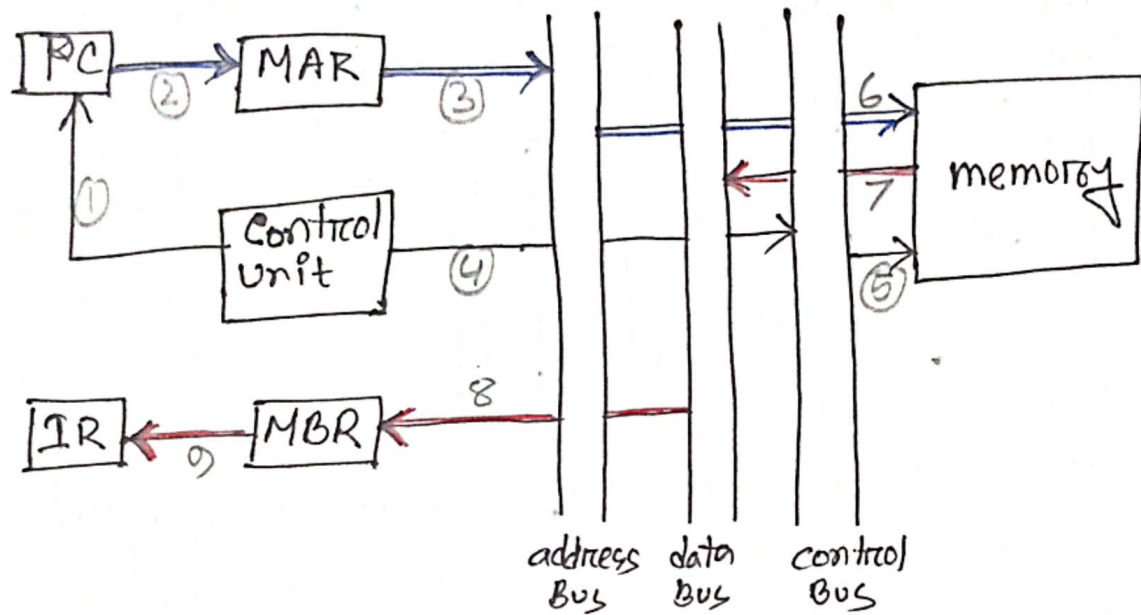 PC
②
MAR
③
6
memory
7
①
Control
unit
④
⑤
IR
9
MBR
8
address
Bus
data
Bus
control
Bus